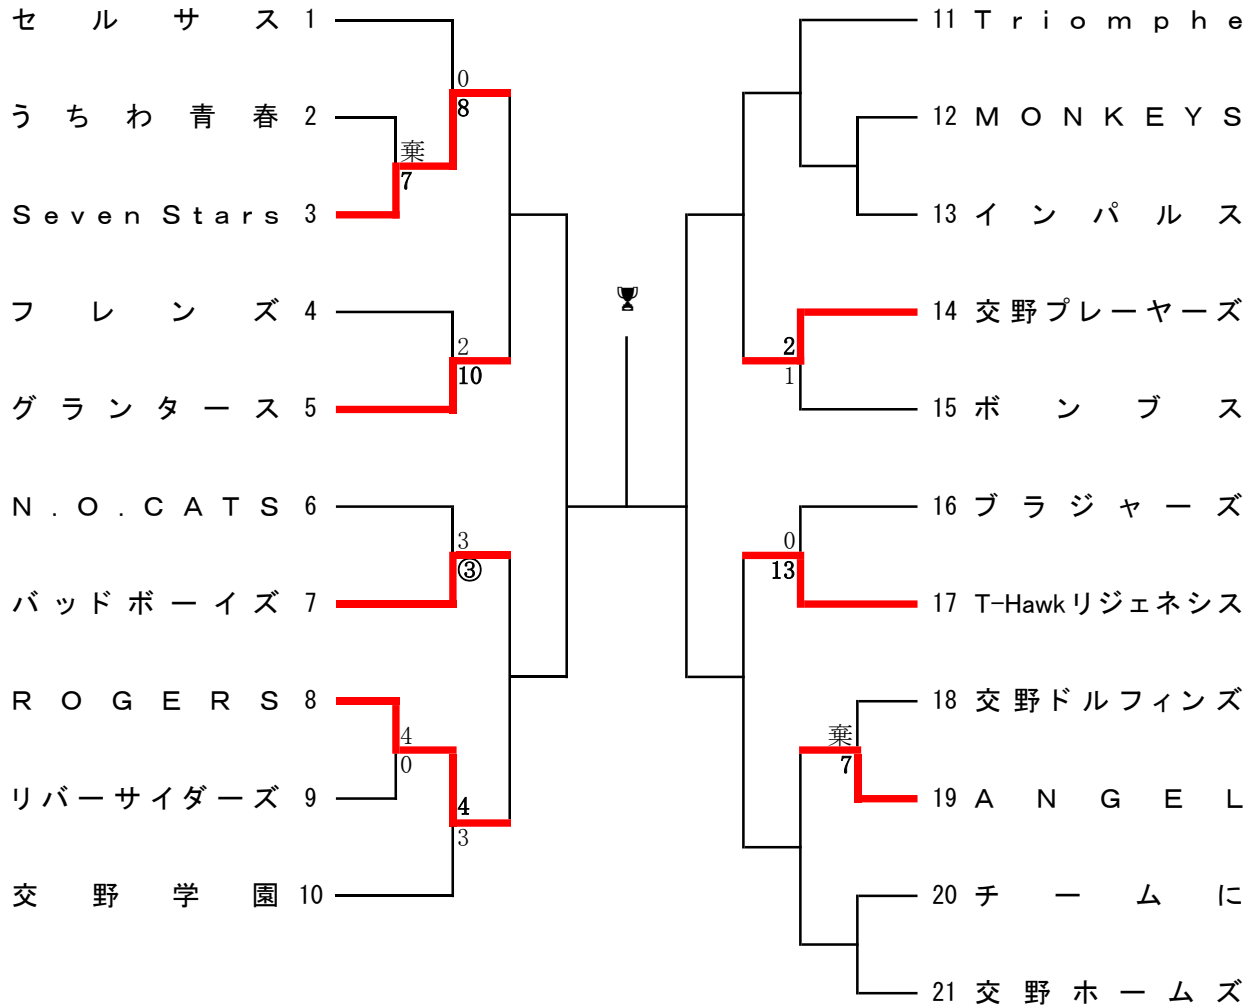 セルサス 1
0
8
うちわ青春 2
棄
7
Seven Stars 3
フレンズ 4
2
10
グランタース 5
N.O.CATS 6
3
③
バッドボーイズ 7
ROGERS 8
4
0
リバーサイダーズ 9
4
3
交野学園 10
11 Triomphe
12 MONKEYS
13 インパルス
14 交野プレーヤーズ
2
1
15 ボンブス
16 ブラジャーズ
0
13
17 T-Hawkリジェネシス
18 交野ドルフィンズ
棄
7
19 ANGEL
20 チームに
21 交野ホームズ